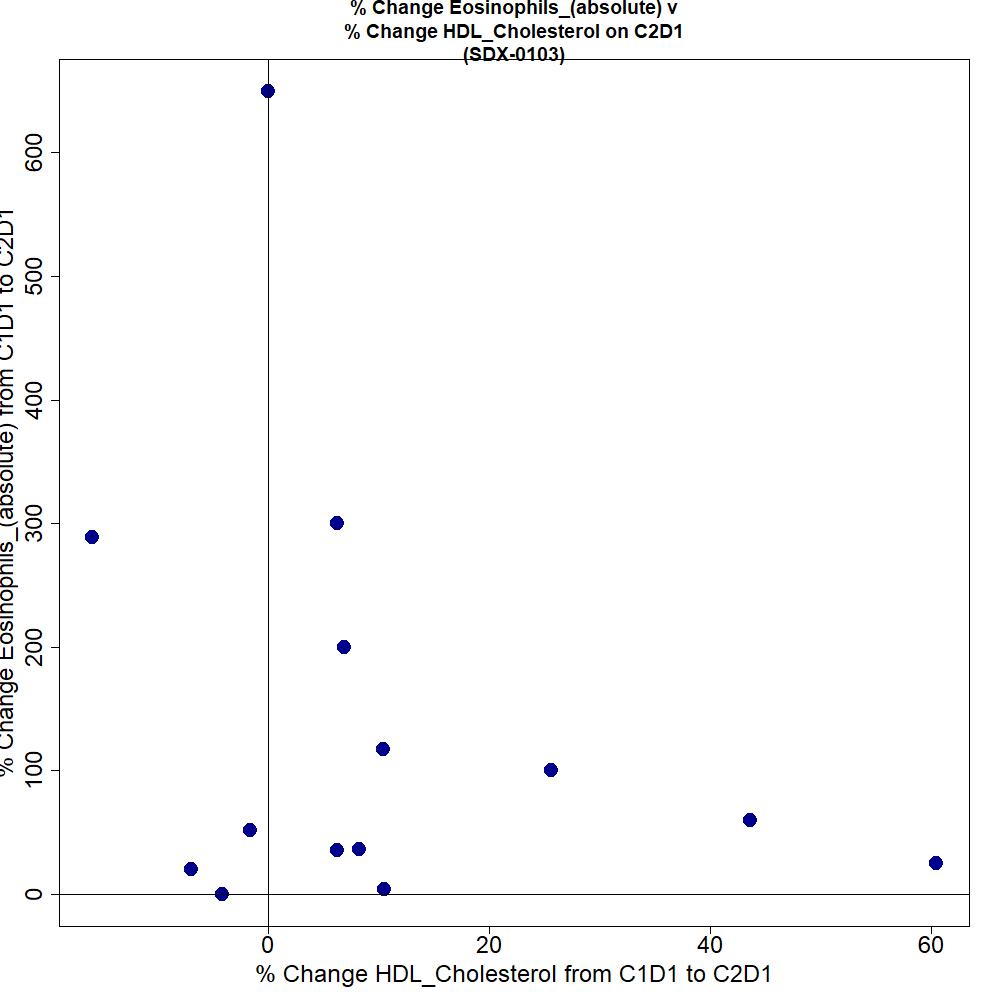 % Change Eosinophils_(absolute) v
% Change HDL_Cholesterol on C2D1
(SDX-0103)
% Change Eosinophils_(absolute) from C1D1 to C2D1
600
500
400
300
200
100
0
0 20 40 60
% Change HDL_Cholesterol from C1D1 to C2D1